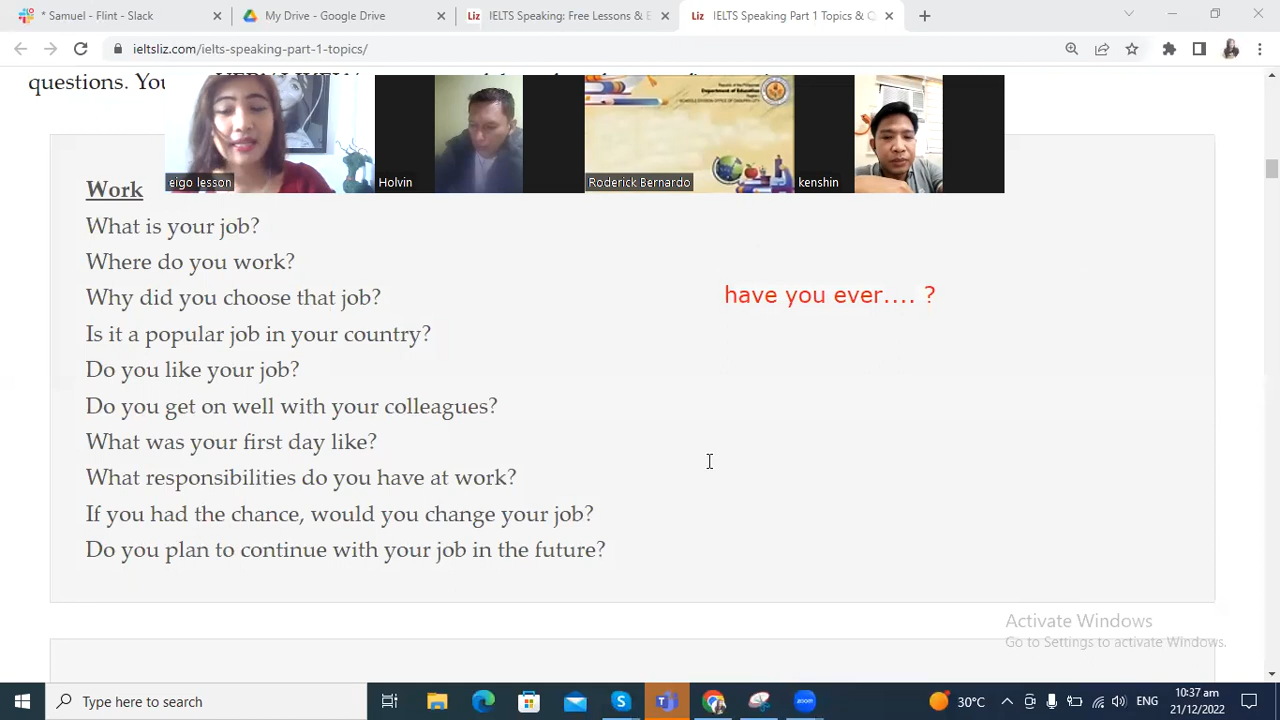 * Samuel - Flint - Slack
My Drive - Google Drive
Liz IELTS Speaking: Free Lessons & E
Liz IELTS Speaking Part 1 Topics & Q
ieltsliz.com/ielts-speaking-part-1-topics/
questions. You
eigo lesson
Holvin
Department of Education
Roderick Bernardo
kenshin
Work
What is your job?
Where do you work?
Why did you choose that job?
have you ever.... ?
Is it a popular job in your country?
Do you like your job?
Do you get on well with your colleagues?
What was your first day like?
What responsibilities do you have at work?
If you had the chance, would you change your job?
Do you plan to continue with your job in the future?
Activate Windows
Go to Settings to activate Windows.
Type here to search
30°C
ENG
10:37 am
21/12/2022